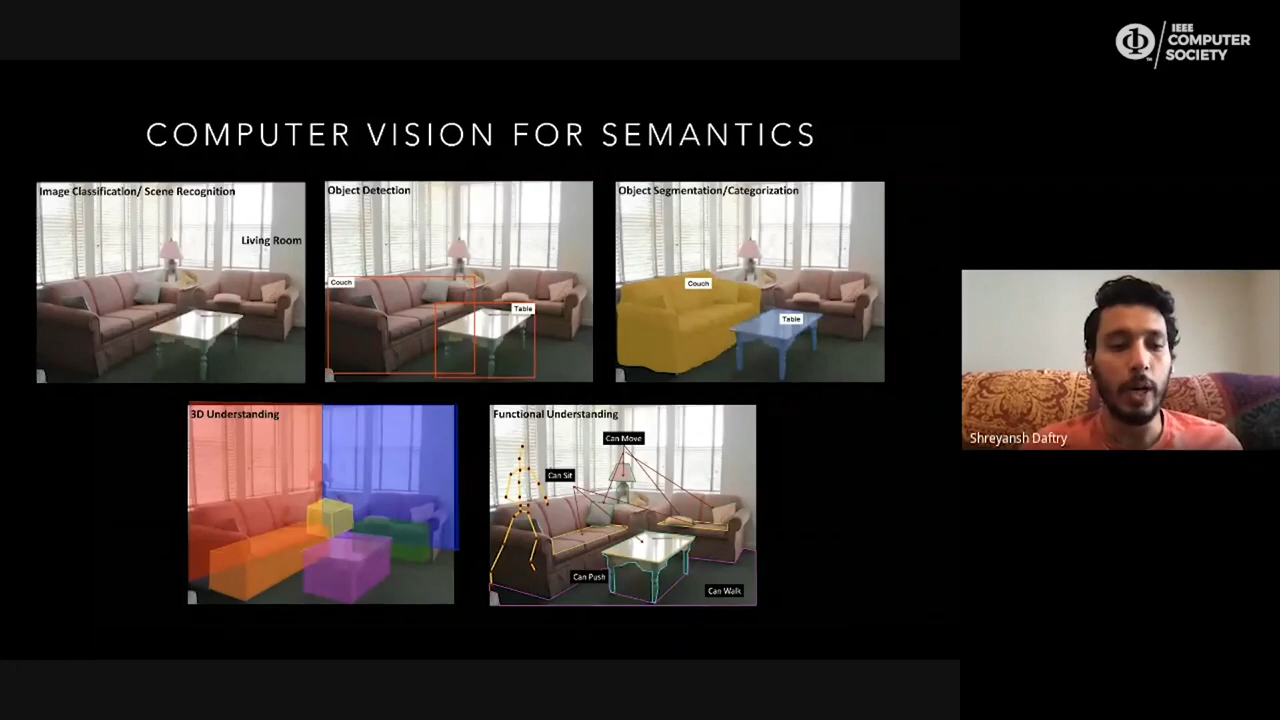 IEEE
COMPUTER
SOCIETY
TM
COMPUTER VISION FOR SEMANTICS
Image Classification/ Scene Recognition
Living Room
Object Detection
Couch
Table
Object Segmentation/Categorization
Couch
Table
3D Understanding
Functional Understanding
Can Move
Can Sit
Can Push
Can Walk
Shreyansh Daftry